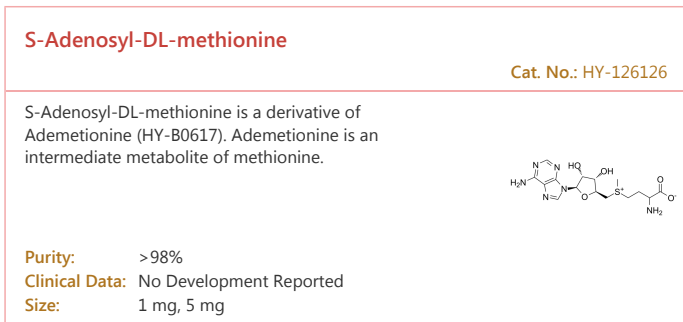 S-Adenosyl-DL-methionine
Cat. No.: HY-126126
S-Adenosyl-DL-methionine is a derivative of
Ademetionine (HY-B0617). Ademetionine is an
intermediate metabolite of methionine.
N N HO OH
H₂N N N O S⁺ O O⁻
NH₂
Purity: >98%
Clinical Data: No Development Reported
Size: 1 mg, 5 mg